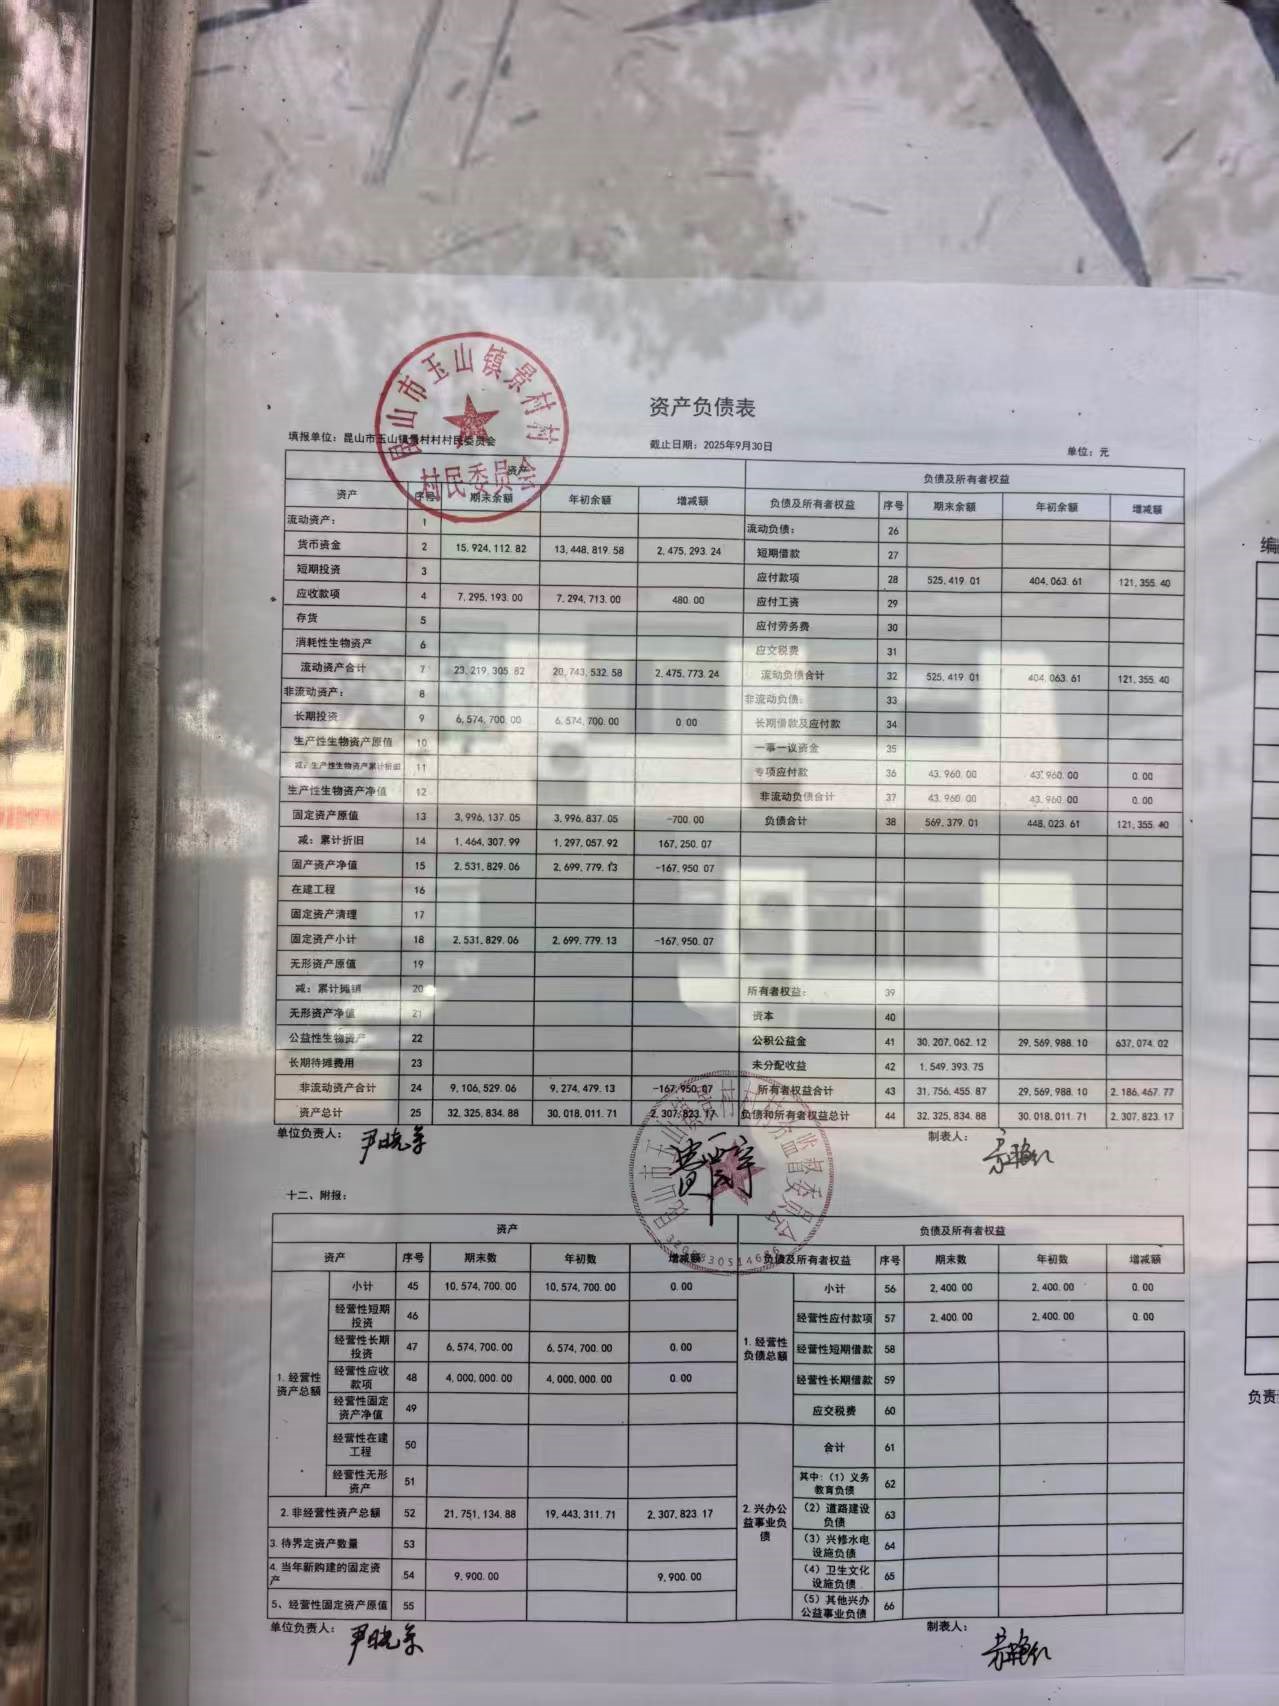 昆山市玉山镇景村村
村民委员会
资产负债表
填报单位：昆山市玉山镇景村村村民委员会 截止日期：2025年9月30日 单位：元
资产 负债及所有者权益
资产 序号 期末余额 年初余额 增减额 负债及所有者权益 序号 期末余额 年初余额 增减额
流动资产： 1 流动负债： 26
货币资金 2 15,924,112.82 13,448,819.58 2,475,293.24 短期借款 27
短期投资 3 应付款项 28 525,419.01 404,063.61 121,355.40
应收款项 4 7,295,193.00 7,294,713.00 480.00 应付工资 29
存货 5 应付劳务费 30
消耗性生物资产 6 应交税费 31
流动资产合计 7 23,219,305.82 20,743,532.58 2,475,773.24 流动负债合计 32 525,419.01 404,063.61 121,355.40
非流动资产： 8 非流动负债： 33
长期投资 9 6,574,700.00 6,574,700.00 0.00 长期借款及应付款 34
生产性生物资产原值 10 一事一议资金 35
减：生产性生物资产累计折旧 11 专项应付款 36 43,960.00 43,960.00 0.00
生产性生物资产净值 12 非流动负债合计 37 43,960.00 43,960.00 0.00
固定资产原值 13 3,996,137.05 3,996,837.05 -700.00 负债合计 38 569,379.01 448,023.61 121,355.40
减：累计折旧 14 1,464,307.99 1,297,057.92 167,250.07
固产资产净值 15 2,531,829.06 2,699,779.13 -167,950.07
在建工程 16
固定资产清理 17
固定资产小计 18 2,531,829.06 2,699,779.13 -167,950.07
无形资产原值 19
减：累计摊销 20 所有者权益： 39
无形资产净值 21 资本 40
公益性生物资产 22 公积公益金 41 30,207,062.12 29,569,988.10 637,074.02
长期待摊费用 23 未分配收益 42 1,549,393.75
非流动资产合计 24 9,106,529.06 9,274,479.13 -167,950.07 所有者权益合计 43 31,756,455.87 29,569,988.10 2,186,467.77
资产总计 25 32,325,834.88 30,018,011.71 2,307,823.17 负债和所有者权益总计 44 32,325,834.88 30,018,011.71 2,307,823.17
单位负责人： 制表人：
十二、附报：
资产 负债及所有者权益
资产 序号 期末数 年初数 增减额 负债及所有者权益 序号 期末数 年初数 增减额
1.经营性资产总额 小计 45 10,574,700.00 10,574,700.00 0.00 1.经营性负债总额 小计 56 2,400.00 2,400.00 0.00
经营性短期投资 46 经营性应付款项 57 2,400.00 2,400.00 0.00
经营性长期投资 47 6,574,700.00 6,574,700.00 0.00 经营性短期借款 58
经营性应收款项 48 4,000,000.00 4,000,000.00 0.00 经营性长期借款 59
经营性固定资产净值 49 应交税费 60
经营性在建工程 50 2.兴办公益事业负债 合计 61
经营性无形资产 51 其中：（1）义务教育负债 62
2.非经营性资产总额 52 21,751,134.88 19,443,311.71 2,307,823.17 （2）道路建设负债 63
3.待界定资产数量 53 （3）兴修水电设施负债 64
4.当年新购建的固定资产 54 9,900.00 9,900.00 （4）卫生文化设施负债 65
5、经营性固定资产原值 55 （5）其他兴办公益事业负债 66
单位负责人： 制表人：
负责